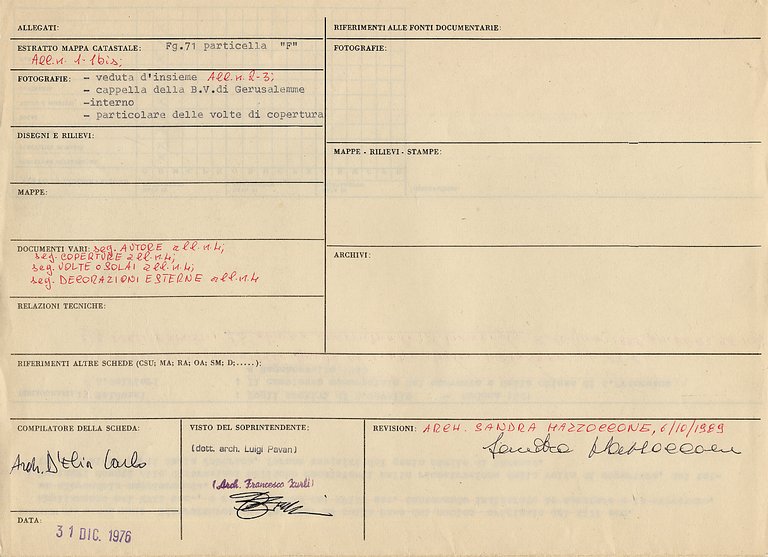 ALLEGATI:
ESTRATTO MAPPA CATASTALE: Fg.71 particella "F"
All.n. 1-1bis;
FOTOGRAFIE: - veduta d'insieme All.n. 2-3;
- cappella della B.V.di Gerusalemme
-interno
- particolare delle volte di copertura
DISEGNI E RILIEVI:
MAPPE:
DOCUMENTI VARI: seg. AUTORE all.n.4;
seg. COPERTURE all.n.4;
seg. VOLTE o SOLAI all.n.4;
seg. DECORAZIONI ESTERNE all.n.4
RELAZIONI TECNICHE:
RIFERIMENTI ALLE FONTI DOCUMENTARIE:
FOTOGRAFIE:
MAPPE - RILIEVI - STAMPE:
ARCHIVI:
RIFERIMENTI ALTRE SCHEDE (CSU; MA; RA; OA; SM; D;.....):
COMPILATORE DELLA SCHEDA:
Arch. D'Elia Carlo
DATA:
31 DIC. 1976
VISTO DEL SOPRINTENDENTE:
(dott. arch. Luigi Pavan)
(Arch. Francesco Zurli)
REVISIONI: ARCH. SANDRA MAZZOCCONE, 6/10/1989
Sandra Mazzoccone